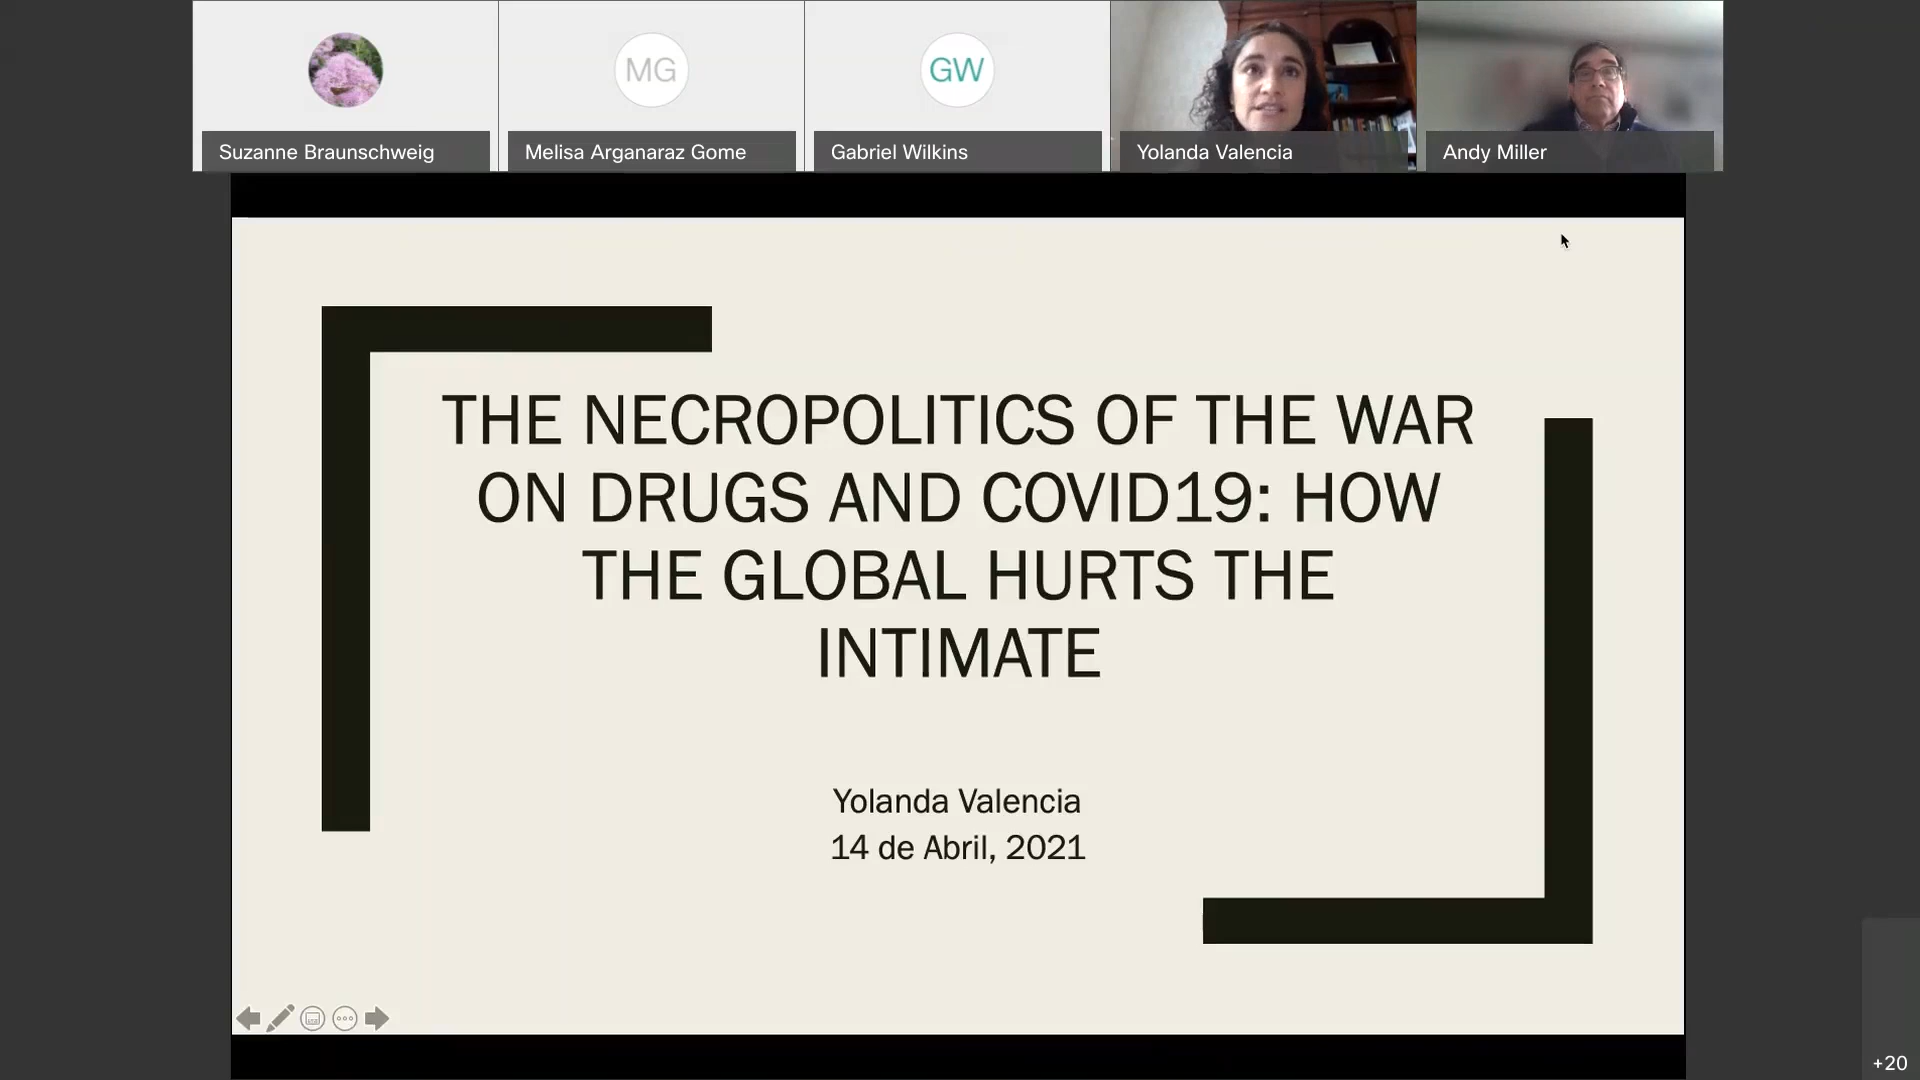 MG
GW
Suzanne Braunschweig
Melisa Arganaraz Gome
Gabriel Wilkins
Yolanda Valencia
Andy Miller
THE NECROPOLITICS OF THE WAR
ON DRUGS AND COVID19: HOW
THE GLOBAL HURTS THE
INTIMATE
Yolanda Valencia
14 de Abril, 2021
+20